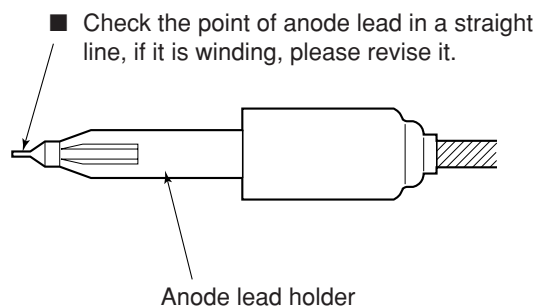 ■ Check the point of anode lead in a straight
line, if it is winding, please revise it.
Anode lead holder